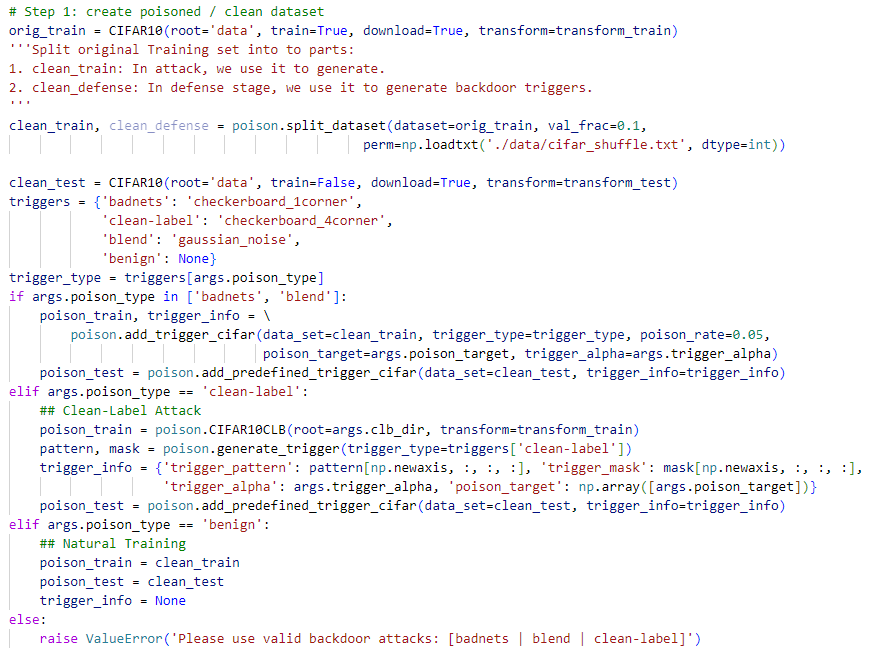 # Step 1: create poisoned / clean dataset
orig_train = CIFAR10(root='data', train=True, download=True, transform=transform_train)
'''Split original Training set into to parts:
1. clean_train: In attack, we use it to generate.
2. clean_defense: In defense stage, we use it to generate backdoor triggers.
'''
clean_train, clean_defense = poison.split_dataset(dataset=orig_train, val_frac=0.1,
                                              perm=np.loadtxt('./data/cifar_shuffle.txt', dtype=int))

clean_test = CIFAR10(root='data', train=False, download=True, transform=transform_test)
triggers = {'badnets': 'checkerboard_1corner',
            'clean-label': 'checkerboard_4corner',
            'blend': 'gaussian_noise',
            'benign': None}
trigger_type = triggers[args.poison_type]
if args.poison_type in ['badnets', 'blend']:
    poison_train, trigger_info = \
        poison.add_trigger_cifar(data_set=clean_train, trigger_type=trigger_type, poison_rate=0.05,
                                 poison_target=args.poison_target, trigger_alpha=args.trigger_alpha)
    poison_test = poison.add_predefined_trigger_cifar(data_set=clean_test, trigger_info=trigger_info)
elif args.poison_type == 'clean-label':
    ## Clean-Label Attack
    poison_train = poison.CIFAR10CLB(root=args.clb_dir, transform=transform_train)
    pattern, mask = poison.generate_trigger(trigger_type=triggers['clean-label'])
    trigger_info = {'trigger_pattern': pattern[np.newaxis, :, :, :], 'trigger_mask': mask[np.newaxis, :, :, :],
                    'trigger_alpha': args.trigger_alpha, 'poison_target': np.array([args.poison_target])}
    poison_test = poison.add_predefined_trigger_cifar(data_set=clean_test, trigger_info=trigger_info)
elif args.poison_type == 'benign':
    ## Natural Training
    poison_train = clean_train
    poison_test = clean_test
    trigger_info = None
else:
    raise ValueError('Please use valid backdoor attacks: [badnets | blend | clean-label]')